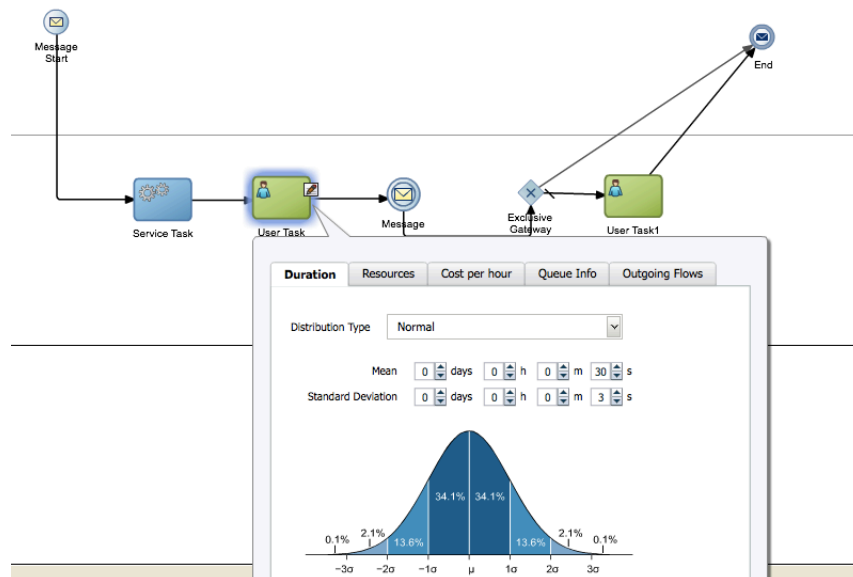 Message
Start
End
Service Task
User Task
Message
Exclusive
Gateway
User Task1
Duration Resources Cost per hour Queue Info Outgoing Flows
Distribution Type Normal
Mean 0 days 0 h 0 m 30 s
Standard Deviation 0 days 0 h 0 m 3 s
34.1% 34.1%
0.1% 2.1% 13.6% 13.6% 2.1% 0.1%
−3σ −2σ −1σ μ 1σ 2σ 3σ